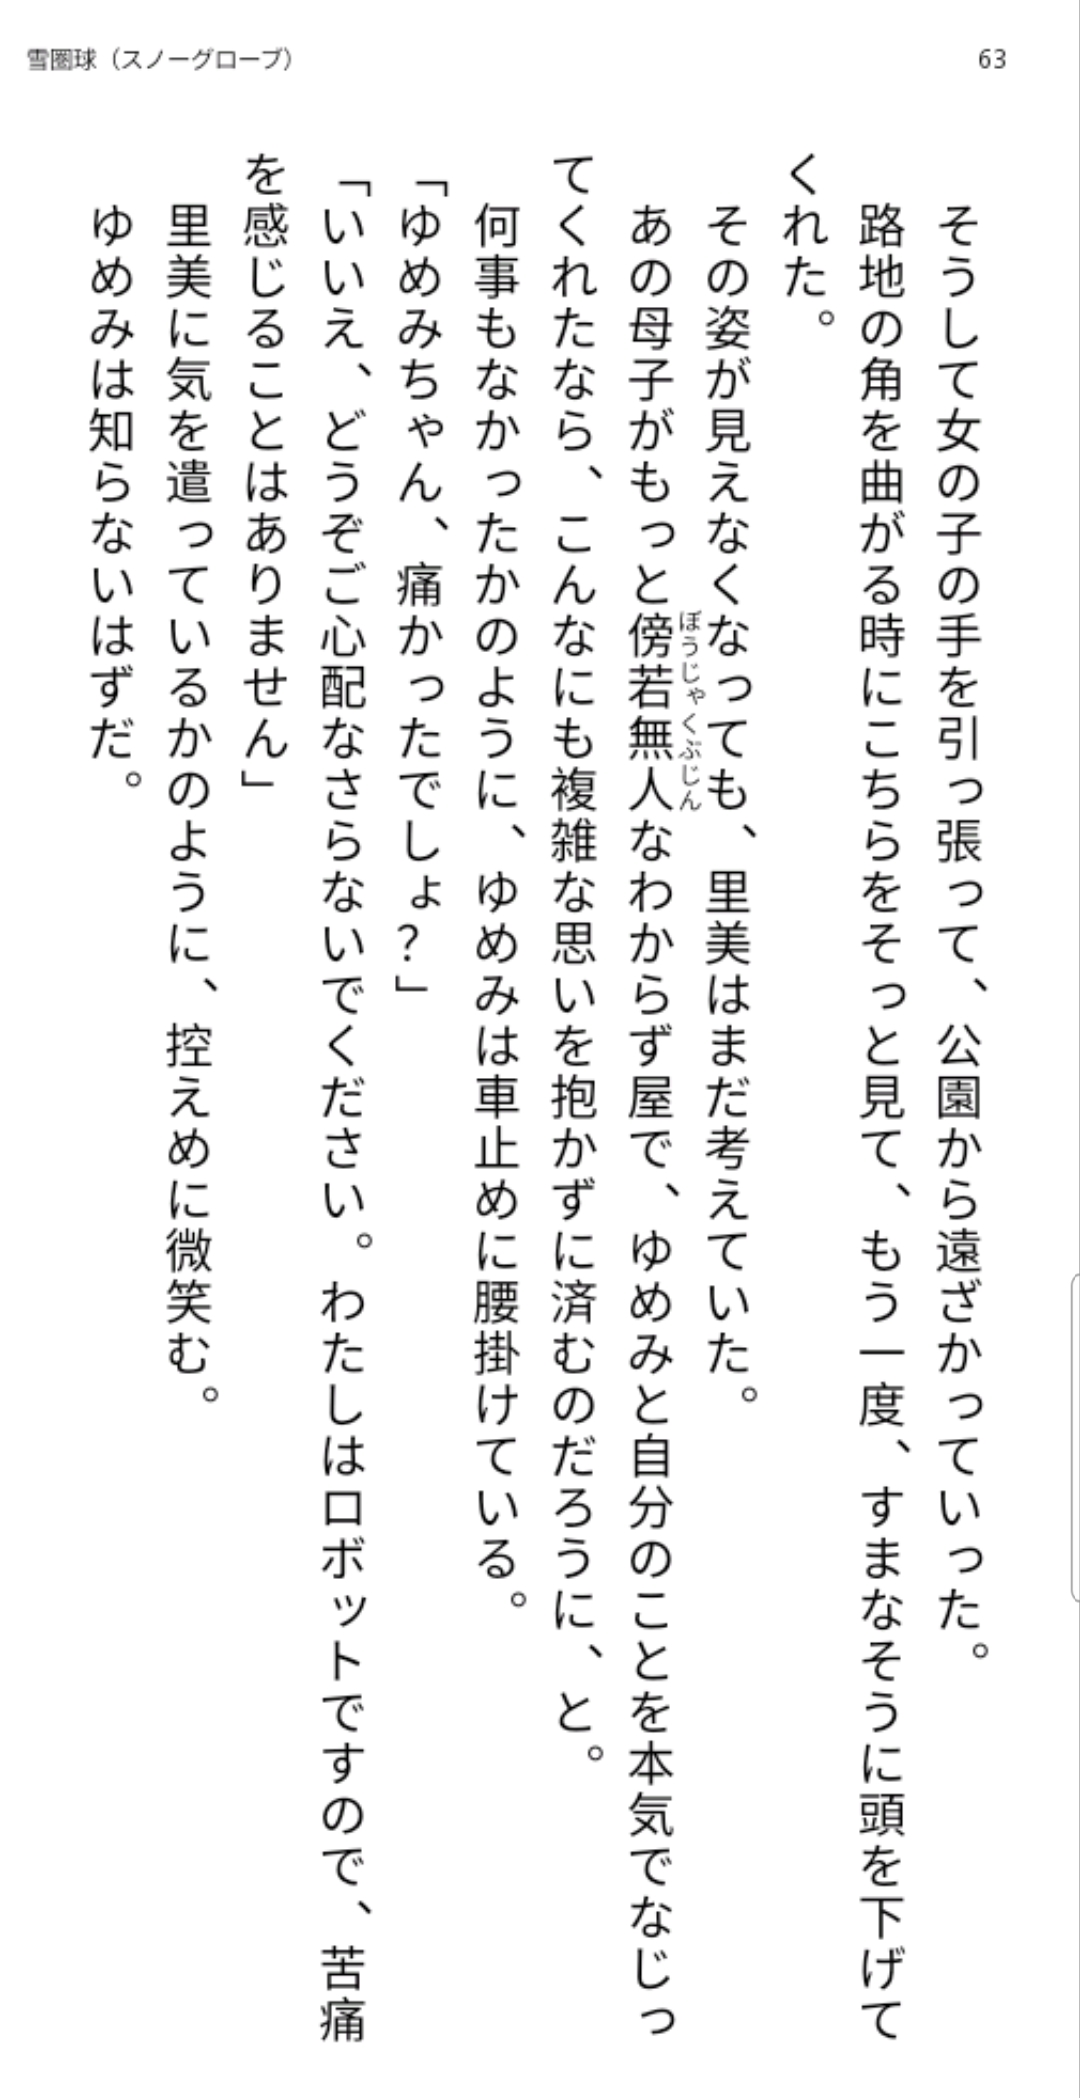 雪圏球（スノーグローブ）
63
そうして女の子の手を引っ張って、公園から遠ざかっていった。
路地の角を曲がる時にこちらをそっと見て、もう一度、すまなそうに頭を下げて
くれた。
その姿が見えなくなっても、里美はまだ考えていた。
あの母子がもっと傍若無人なわからず屋で、ゆめみと自分のことを本気でなじっ
ぼうじゃくぶじん
てくれたなら、こんなにも複雑な思いを抱かずに済むのだろうに、と。
何事もなかったかのように、ゆめみは車止めに腰掛けている。
「ゆめみちゃん、痛かったでしょ？」
「いいえ、どうぞご心配なさらないでください。わたしはロボットですので、苦痛
を感じることはありません」
里美に気を遣っているかのように、控えめに微笑む。
ゆめみは知らないはずだ。